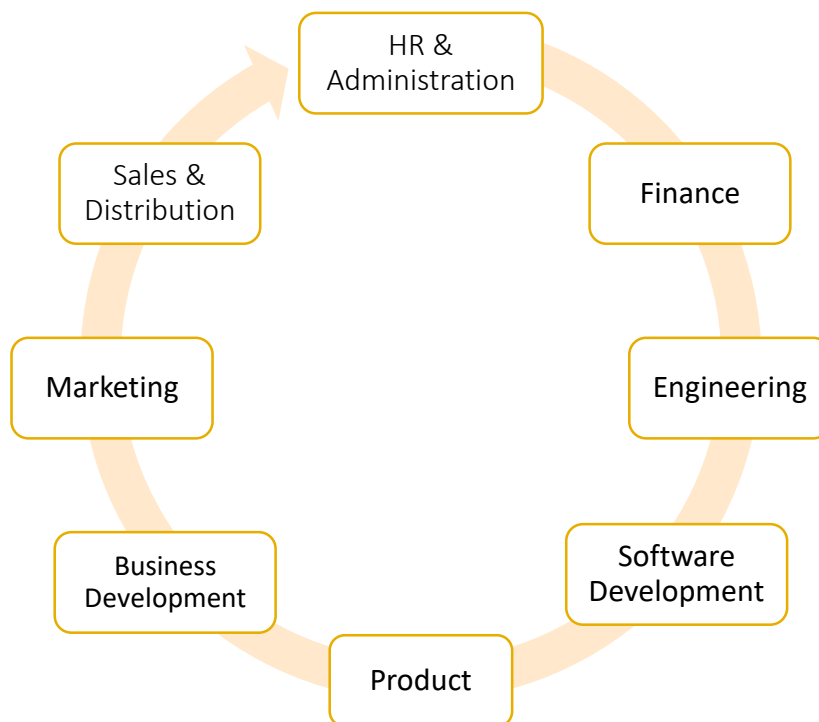 HR &
Administration
Finance
Engineering
Software
Development
Product
Business
Development
Marketing
Sales &
Distribution